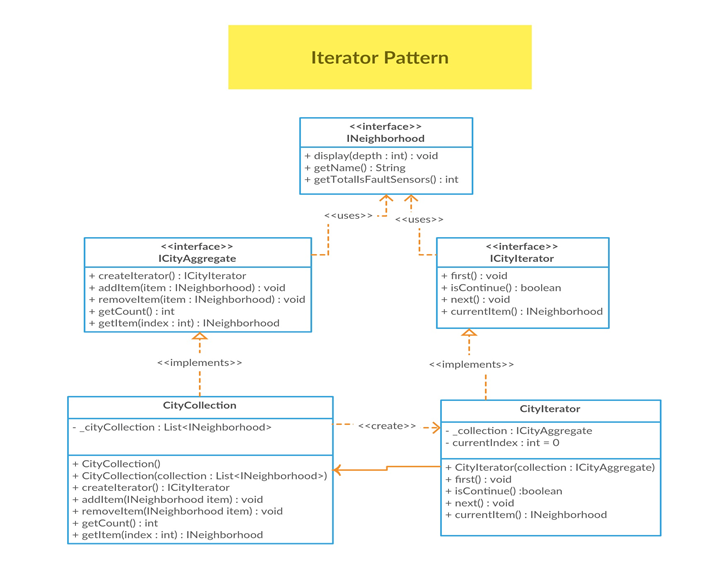 Iterator Pattern
<<interface>>
INeighborhood
+ display(depth : int) : void
+ getName() : String
+ getTotalIsFaultSensors() : int
<<uses>>
<<uses>>
<<interface>>
ICityAggregate
+ createIterator() : ICityIterator
+ addItem(item : INeighborhood) : void
+ removeItem(item : INeighborhood) : void
+ getCount() : int
+ getItem(index : int) : INeighborhood
<<interface>>
ICityIterator
+ first() : void
+ isContinue() : boolean
+ next() : void
+ currentItem() : INeighborhood
<<implements>>
<<implements>>
CityCollection
- _cityCollection : List<INeighborhood>
+ CityCollection()
+ CityCollection(collection : List<INeighborhood>)
+ createIterator() : ICityIterator
+ addItem(INeighborhood item) : void
+ removeItem(INeighborhood item) : void
+ getCount() : int
+ getItem(index : int) : INeighborhood
<<create>>
CityIterator
- _collection : ICityAggregate
- currentIndex : int = 0
+ CityIterator(collection : ICityAggregate)
+ first() : void
+ isContinue() :boolean
+ next() : void
+ currentItem() : INeighborhood